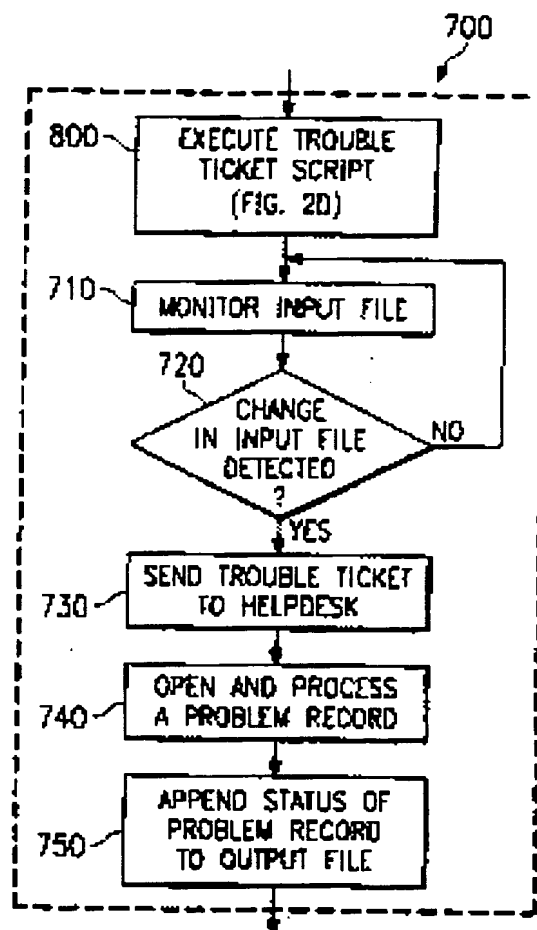 700
800
EXECUTE TROUBLE
TICKET SCRIPT
(FIG. 2D)
710
MONITOR INPUT FILE
720
CHANGE
IN INPUT FILE
DETECTED
?
NO
YES
730
SEND TROUBLE TICKET
TO HELPDESK
740
OPEN AND PROCESS
A PROBLEM RECORD
750
APPEND STATUS OF
PROBLEM RECORD
TO OUTPUT FILE